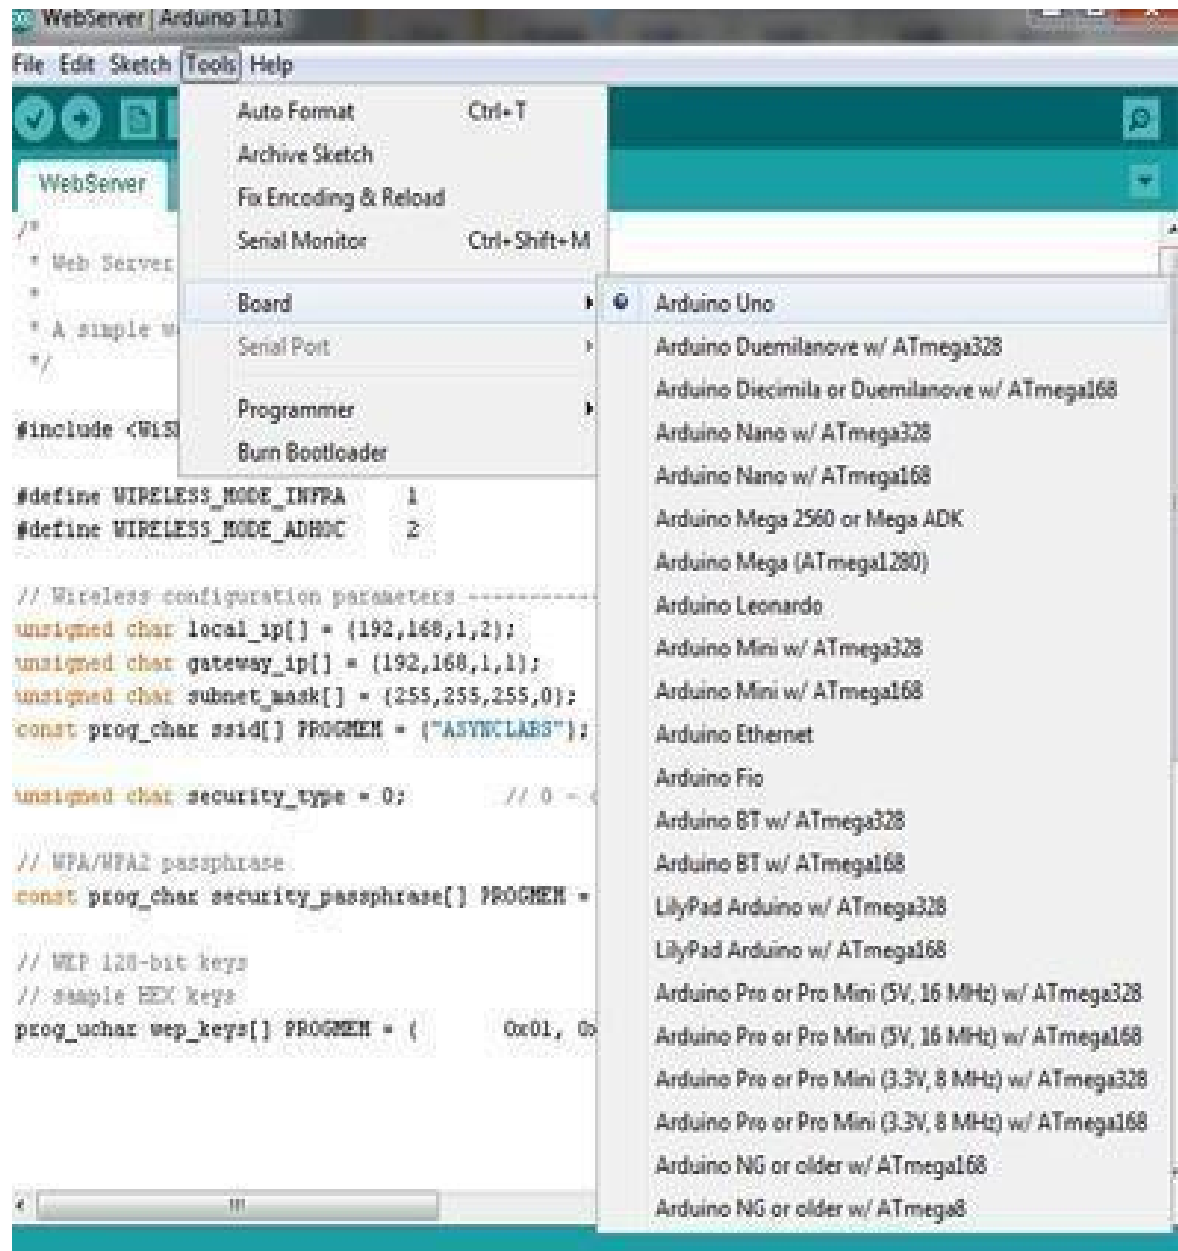 WebServer | Arduino 1.0.1
File Edit Sketch Tools Help
Auto Format Ctrl+T
Archive Sketch
Fix Encoding & Reload
Serial Monitor Ctrl+Shift+M
Board
Serial Port
Programmer
Burn Bootloader
Arduino Uno
Arduino Duemilanove w/ ATmega328
Arduino Diecimila or Duemilanove w/ ATmega168
Arduino Nano w/ ATmega328
Arduino Nano w/ ATmega168
Arduino Mega 2560 or Mega ADK
Arduino Mega (ATmega1280)
Arduino Leonardo
Arduino Mini w/ ATmega328
Arduino Mini w/ ATmega168
Arduino Ethernet
Arduino Fio
Arduino BT w/ ATmega328
Arduino BT w/ ATmega168
LilyPad Arduino w/ ATmega328
LilyPad Arduino w/ ATmega168
Arduino Pro or Pro Mini (5V, 16 MHz) w/ ATmega328
Arduino Pro or Pro Mini (5V, 16 MHz) w/ ATmega168
Arduino Pro or Pro Mini (3.3V, 8 MHz) w/ ATmega328
Arduino Pro or Pro Mini (3.3V, 8 MHz) w/ ATmega168
Arduino NG or older w/ ATmega168
Arduino NG or older w/ ATmega8
WebServer
/*
* Web Server
*
* A simple
*/
#include
#define WIRELESS_MODE_INFRA 1
#define WIRELESS_MODE_ADHOC 2
// Wireless configuration parameters ----------
unsigned char local_ip[] = {192,168,1,2};
unsigned char gateway_ip[] = {192,168,1,1};
unsigned char subnet_mask[] = {255,255,255,0};
const prog_char ssid[] PROGMEM = {"ASYNCLABS"};
unsigned char security_type = 0; // 0 -
// WPA/WPA2 passphrase
const prog_char security_passphrase[] PROGMEM =
// WEP 128-bit keys
// sample HEX keys
prog_uchar wep_keys[] PROGMEM = { 0x01,